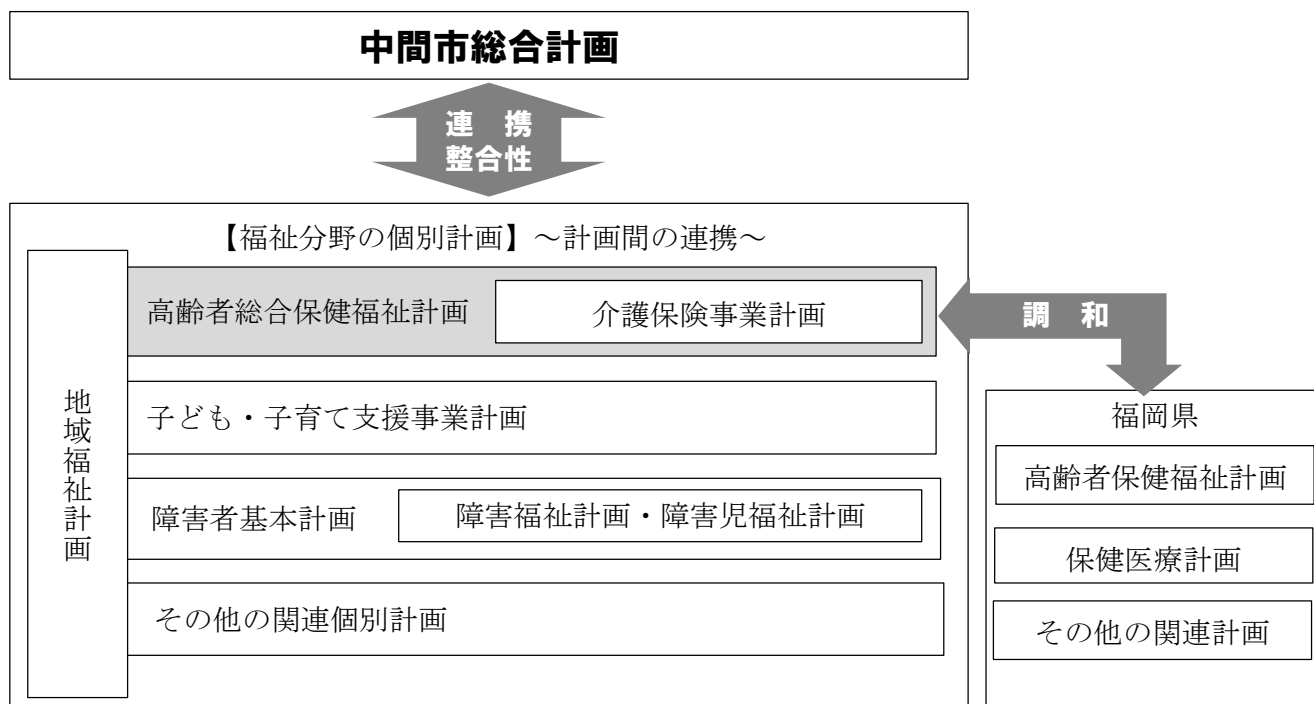 中間市総合計画
連 携
整合性
【福祉分野の個別計画】~計画間の連携~
地域福祉計画
高齢者総合保健福祉計画
介護保険事業計画
調 和
子ども・子育て支援事業計画
障害者基本計画
障害福祉計画・障害児福祉計画
その他の関連個別計画
福岡県
高齢者保健福祉計画
保健医療計画
その他の関連計画